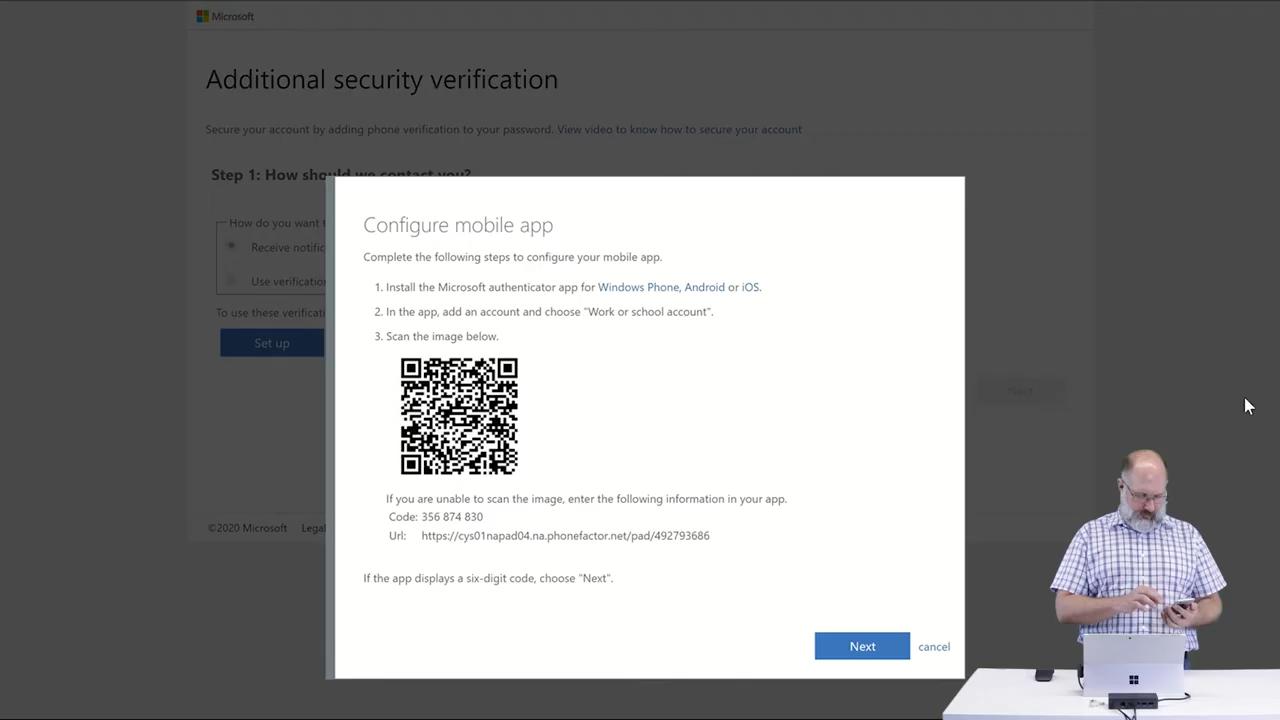 Microsoft
Additional security verification
Secure your account by adding phone verification to your password. View video to know how to secure your account
Step 1: How should we contact you?
How do you want
Receive notific
Use verification
To use these verificati
Set up
Configure mobile app
Complete the following steps to configure your mobile app.
1. Install the Microsoft authenticator app for Windows Phone, Android or iOS.
2. In the app, add an account and choose "Work or school account".
3. Scan the image below.
If you are unable to scan the image, enter the following information in your app.
Code: 356 874 830
Url: https://cys01napad04.na.phonefactor.net/pad/492793686
If the app displays a six-digit code, choose "Next".
Next
cancel
Next
©2020 Microsoft Legal